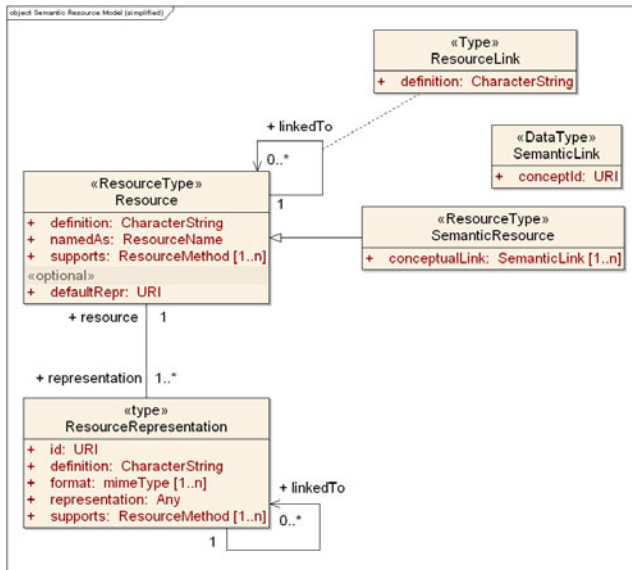 object Semantic Resource Model (simplified)
«Type»
ResourceLink
+ definition: CharacterString
+ linkedTo
0..*
1
«DataType»
SemanticLink
+ conceptId: URI
«ResourceType»
Resource
+ definition: CharacterString
+ namedAs: ResourceName
+ supports: ResourceMethod [1..n]
«optional»
+ defaultRepr: URI
«ResourceType»
SemanticResource
+ conceptualLink: SemanticLink [1..n]
+ resource 1
+ representation 1..*
«type»
ResourceRepresentation
+ id: URI
+ definition: CharacterString
+ format: mimeType [1..n]
+ representation: Any
+ supports: ResourceMethod [1..n]
+ linkedTo
0..*
1